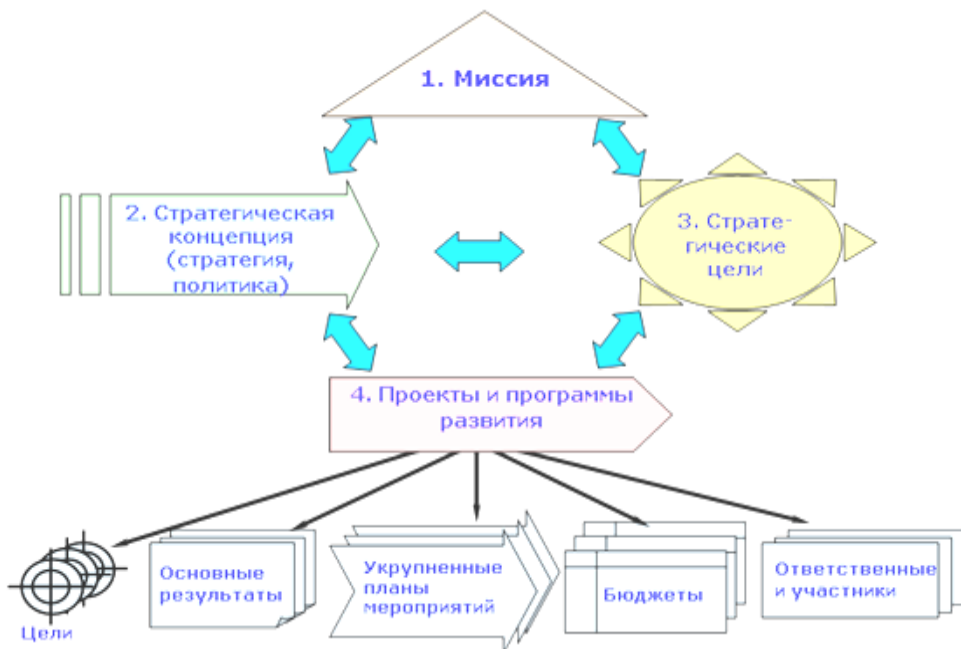 1. Миссия
2. Стратегическая
концепция
(стратегия,
политика)
3. Страте-
гические
цели
4. Проекты и программы
развития
Цели
Основные
результаты
Укрупненные
планы
мероприятий
Бюджеты
Ответственные
и участники